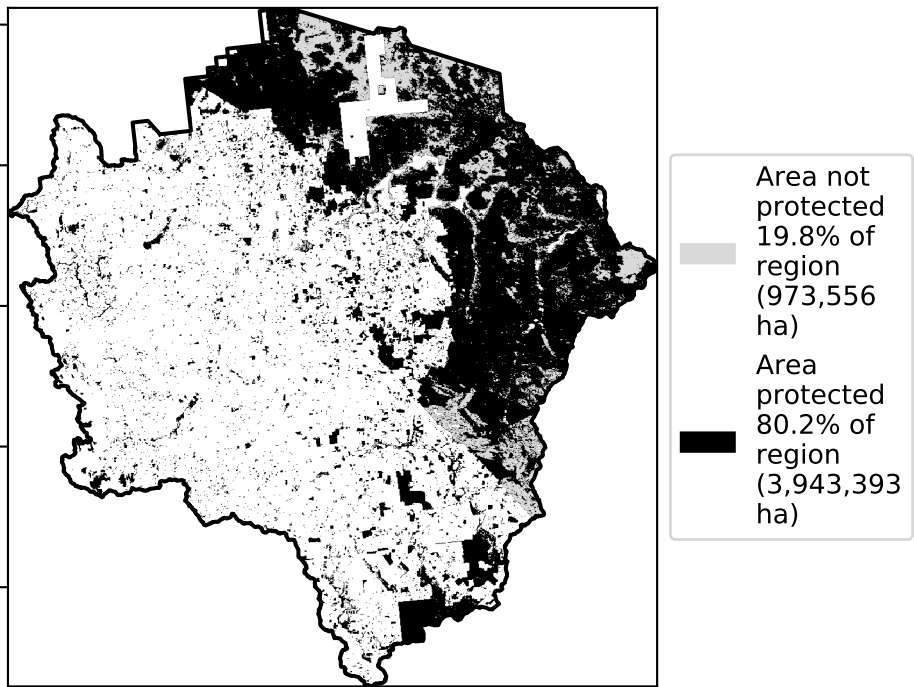 Area not
protected
19.8% of
region
(973,556
ha)
Area
protected
80.2% of
region
(3,943,393
ha)